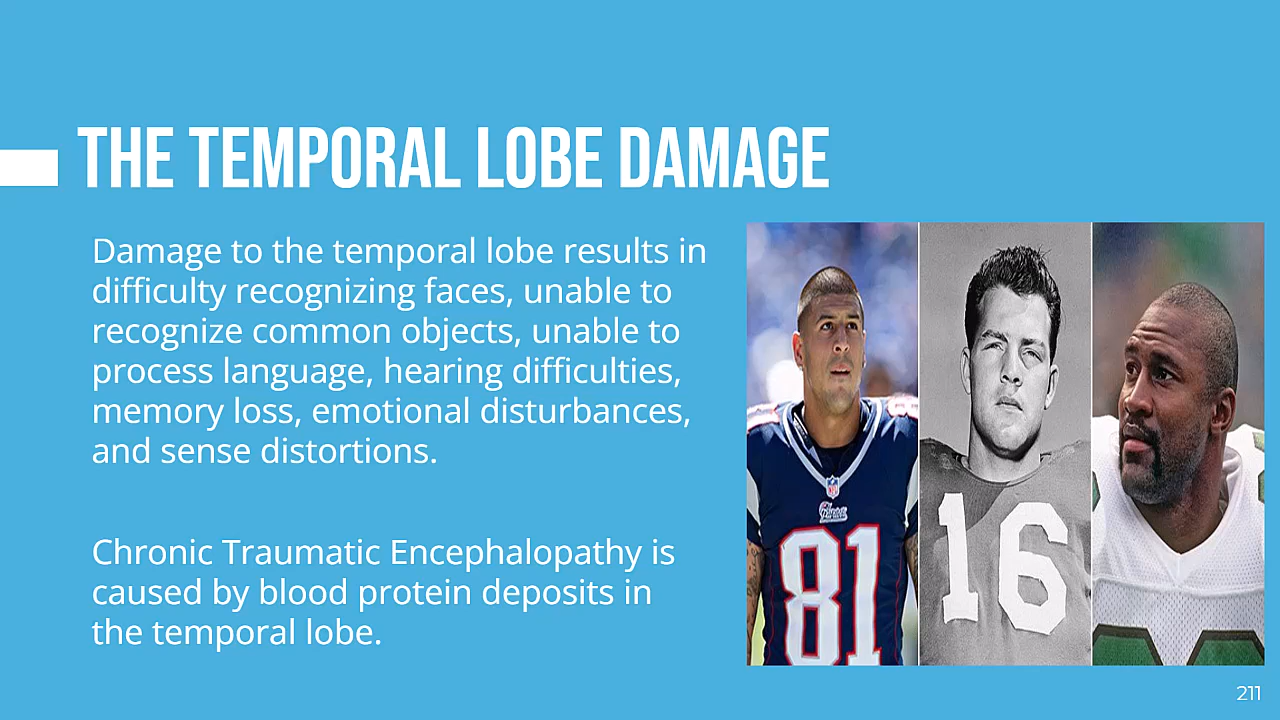 THE TEMPORAL LOBE DAMAGE
Damage to the temporal lobe results in
difficulty recognizing faces, unable to
recognize common objects, unable to
process language, hearing difficulties,
memory loss, emotional disturbances,
and sense distortions.
Chronic Traumatic Encephalopathy is
caused by blood protein deposits in
the temporal lobe.
81
16
211